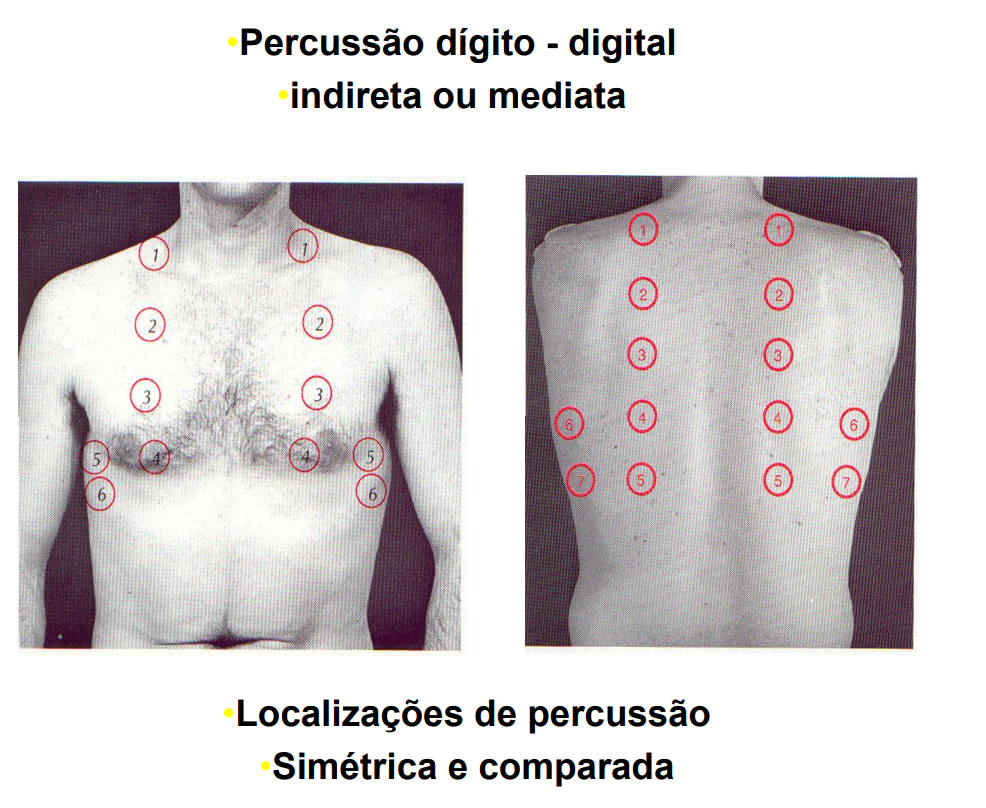 •Percussão dígito - digital
•indireta ou mediata
1 1
2 2
3 3
5 4 4 5
6 6
1 1
2 2
3 3
6 4 4 6
7 5 5 7
•Localizações de percussão
•Simétrica e comparada